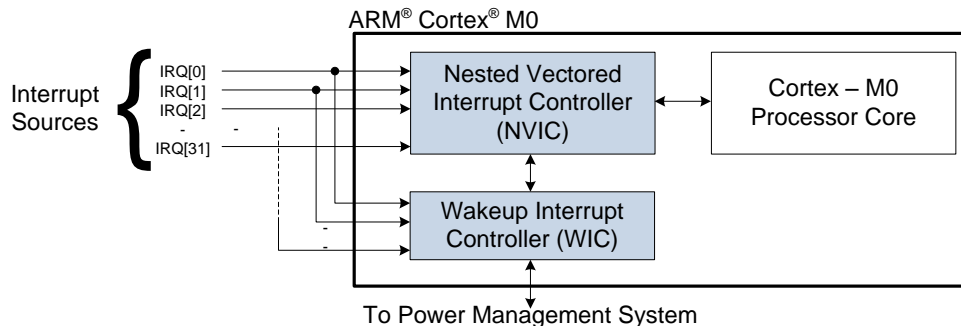 ARM® Cortex® M0
Interrupt
Sources
IRQ[0]
IRQ[1]
IRQ[2]
- -
IRQ[31]
Nested Vectored
Interrupt Controller
(NVIC)
Cortex – M0
Processor Core
Wakeup Interrupt
Controller (WIC)
-
-
To Power Management System